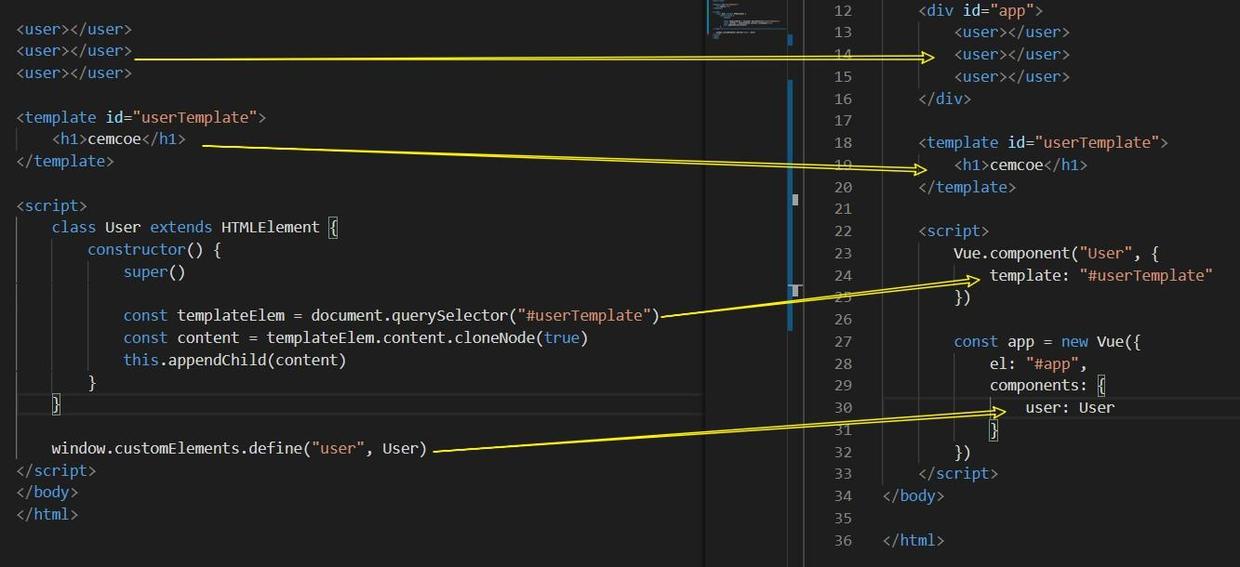 <user></user>
<user></user>
<user></user>
<template id="userTemplate">
<h1>cemcoe</h1>
</template>
<script>
class User extends HTMLElement {
constructor() {
super()
const templateElem = document.querySelector("#userTemplate")
const content = templateElem.content.cloneNode(true)
this.appendChild(content)
}
}
window.customElements.define("user", User)
</script>
</body>
</html>
12 <div id="app">
13 <user></user>
14 <user></user>
15 <user></user>
16 </div>
17
18 <template id="userTemplate">
19 <h1>cemcoe</h1>
20 </template>
21
22 <script>
23 Vue.component("User", {
24 template: "#userTemplate"
25 })
26
27 const app = new Vue({
28 el: "#app",
29 components: {
30 user: User
31 }
32 })
33 </script>
34 </body>
35
36 </html>